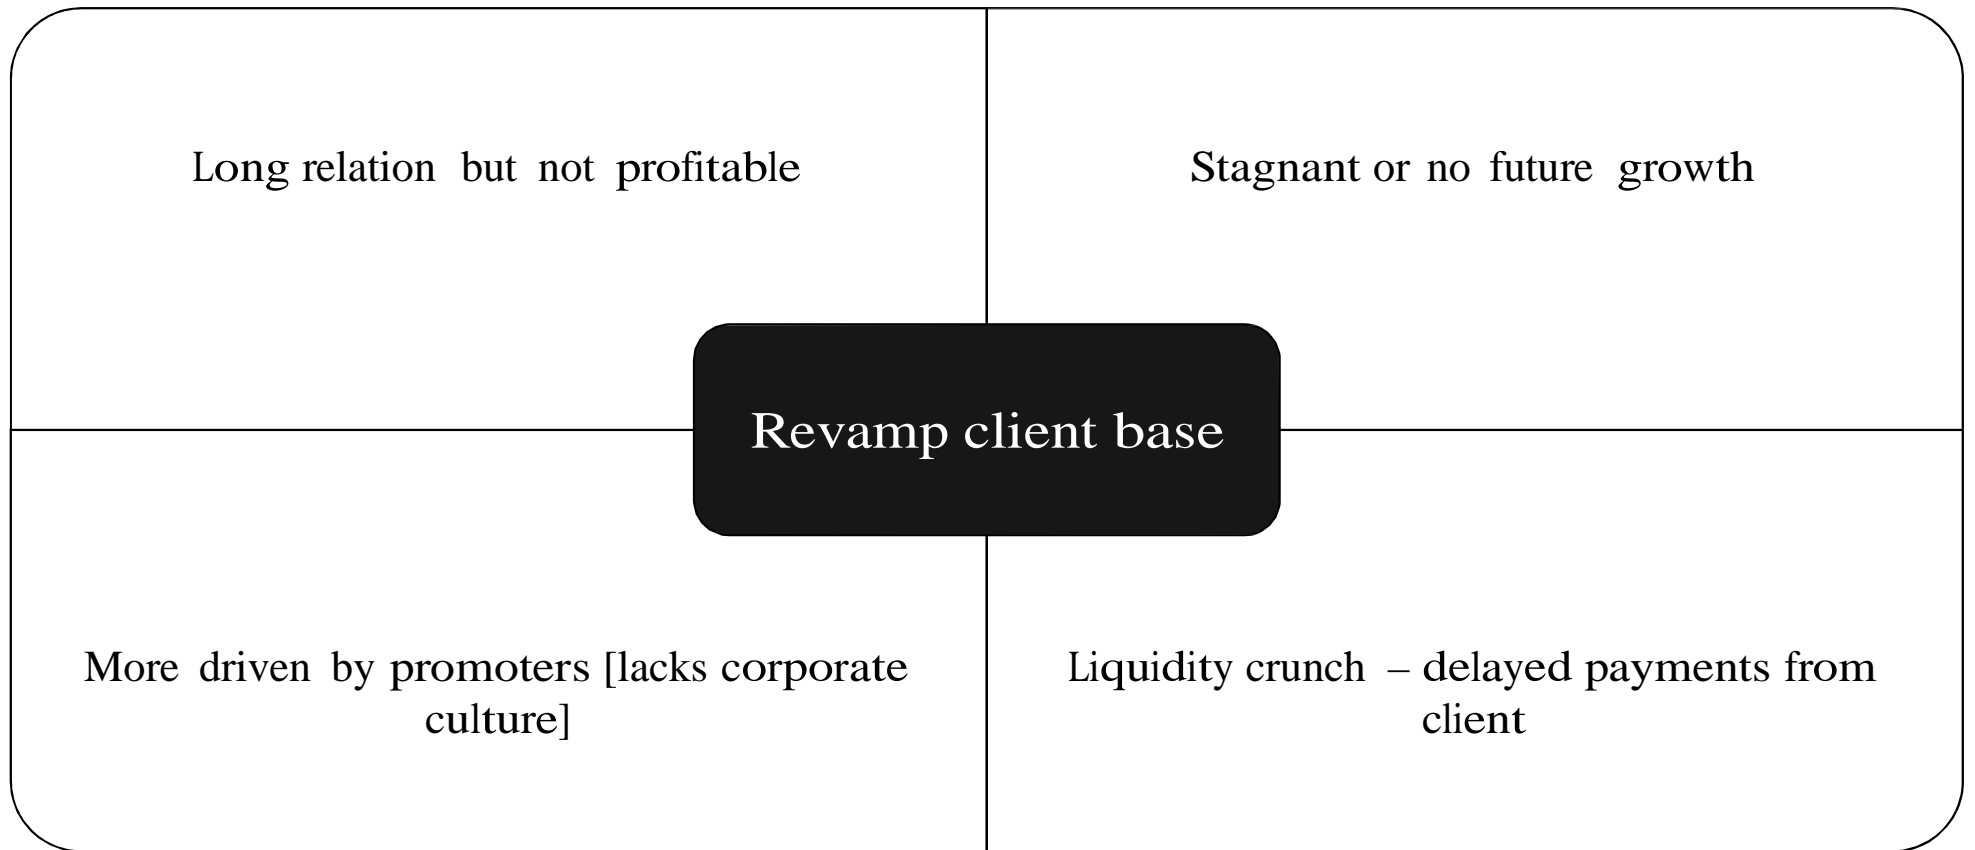 Long relation but not profitable
Stagnant or no future growth
Revamp client base
More driven by promoters [lacks corporate
culture]
Liquidity crunch – delayed payments from
client